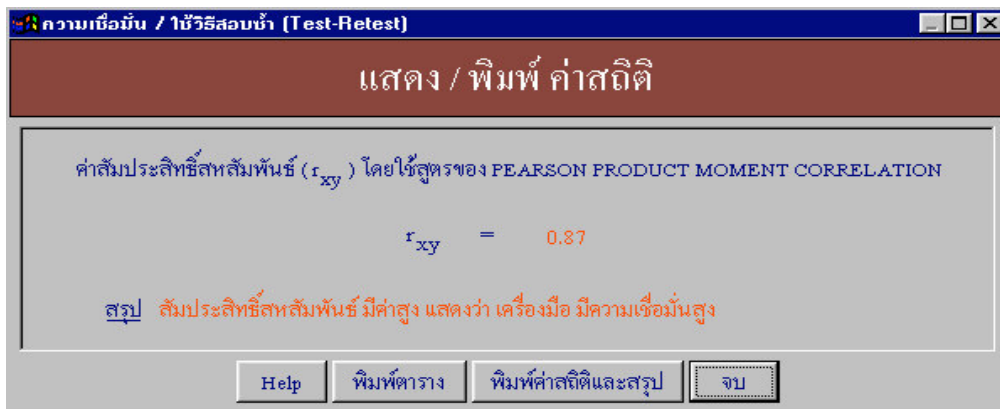 ความเชื่อมั่น / ใช้วิธีสอบซ้ำ (Test-Retest)
แสดง / พิมพ์ ค่าสถิติ
ค่าสัมประสิทธิ์สหสัมพันธ์ (rxy ) โดยใช้สูตรของ PEARSON PRODUCT MOMENT CORRELATION
rxy = 0.87
สรุป สัมประสิทธิ์สหสัมพันธ์ มีค่าสูง แสดงว่า เครื่องมือ มีความเชื่อมั่นสูง
Help พิมพ์ตาราง พิมพ์ค่าสถิติและสรุป จบ